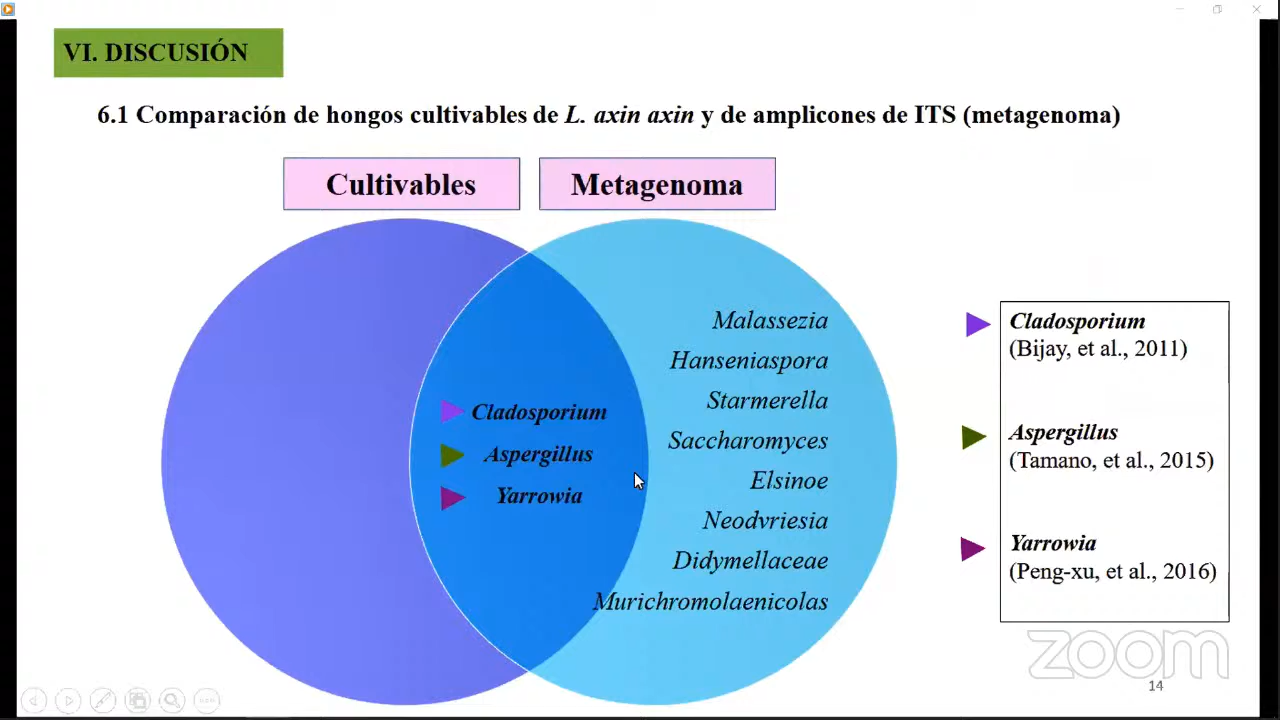 VI. DISCUSIÓN
6.1 Comparación de hongos cultivables de L. axin axin y de amplicones de ITS (metagenoma)
Cultivables
Metagenoma
Cladosporium
Aspergillus
Yarrowia
Malassezia
Hanseniaspora
Starmerella
Saccharomyces
Elsinoe
Neodvriesia
Didymellaceae
Murichromolaenicolas
Cladosporium
(Bijay, et al., 2011)
Aspergillus
(Tamano, et al., 2015)
Yarrowia
(Peng-xu, et al., 2016)
zoom
14